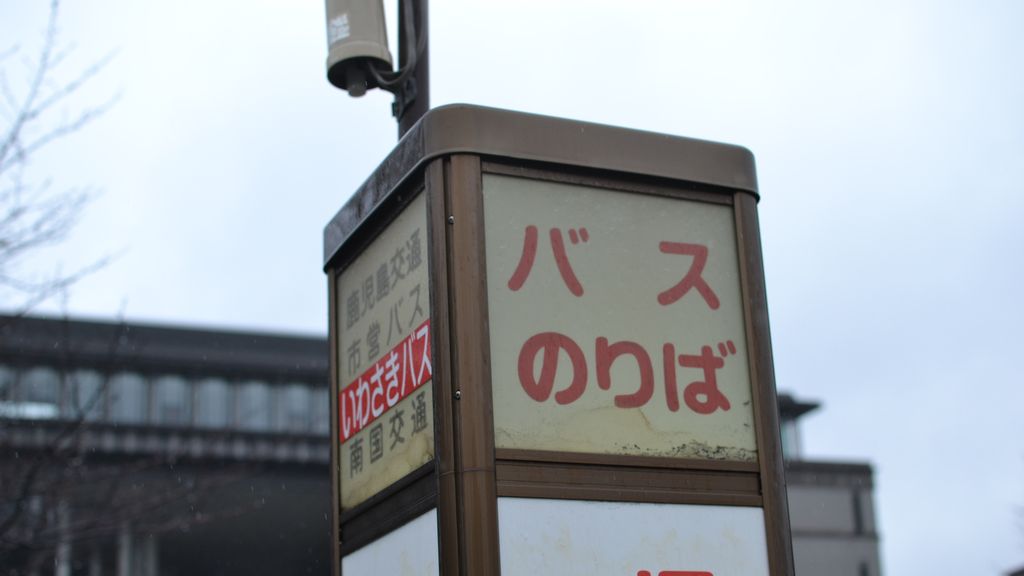 鹿児島交通
市営バス
いわさきバス
南国交通
バス
のりば